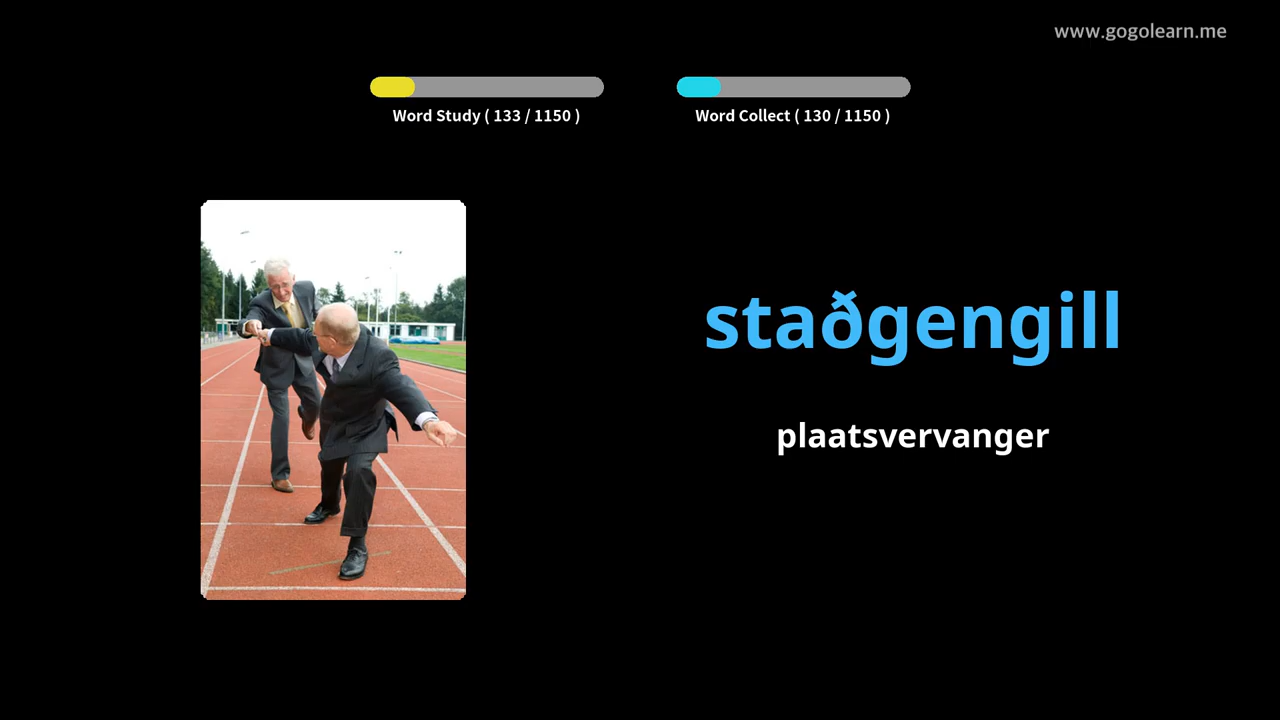 www.gogolearn.me
Word Study ( 133 / 1150 )
Word Collect ( 130 / 1150 )
staðgengill
plaatsvervanger